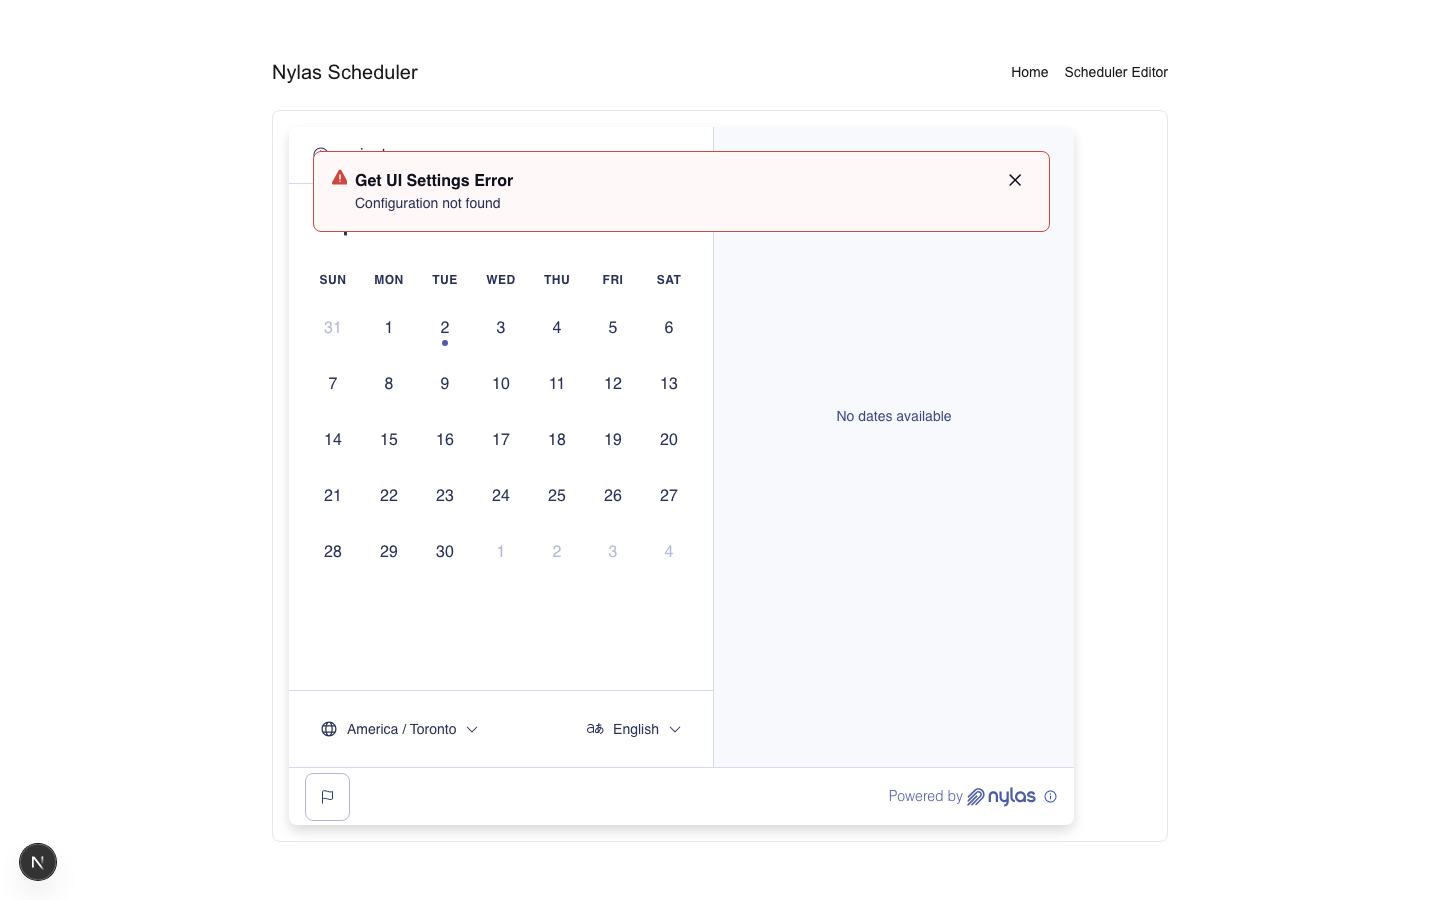 Nylas Scheduler
Home
Scheduler Editor
Get UI Settings Error
Configuration not found
SUN MON TUE WED THU FRI SAT
31 1 2 3 4 5 6
7 8 9 10 11 12 13
14 15 16 17 18 19 20
21 22 23 24 25 26 27
28 29 30 1 2 3 4
No dates available
America / Toronto
aあ English
Powered by nylas
N